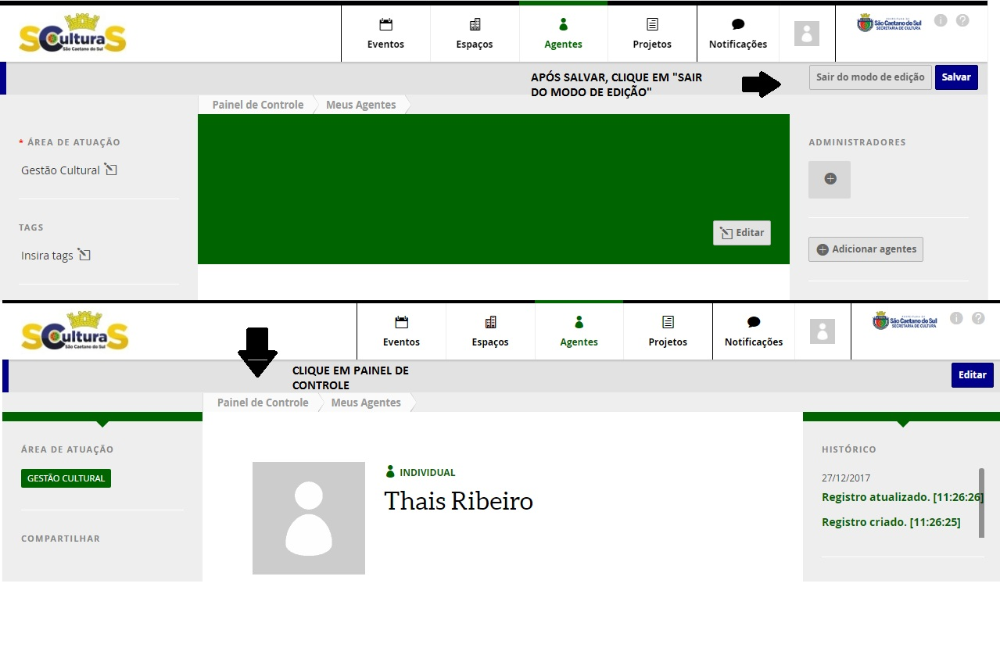 SCulturaS
São Caetano do Sul
Eventos
Espaços
Agentes
Projetos
Notificações
PREFEITURA DE
São Caetano do Sul
SECRETARIA DE CULTURA
i
?
APÓS SALVAR, CLIQUE EM "SAIR
DO MODO DE EDIÇÃO"
Sair do modo de edição
Salvar
Painel de Controle
Meus Agentes
* ÁREA DE ATUAÇÃO
Gestão Cultural
TAGS
Insira tags
Editar
ADMINISTRADORES
Adicionar agentes
SCulturaS
São Caetano do Sul
Eventos
Espaços
Agentes
Projetos
Notificações
PREFEITURA DE
São Caetano do Sul
SECRETARIA DE CULTURA
i
?
CLIQUE EM PAINEL DE
CONTROLE
Editar
Painel de Controle
Meus Agentes
ÁREA DE ATUAÇÃO
GESTÃO CULTURAL
COMPARTILHAR
INDIVIDUAL
Thais Ribeiro
HISTÓRICO
27/12/2017
Registro atualizado. [11:26:26]
Registro criado. [11:26:25]